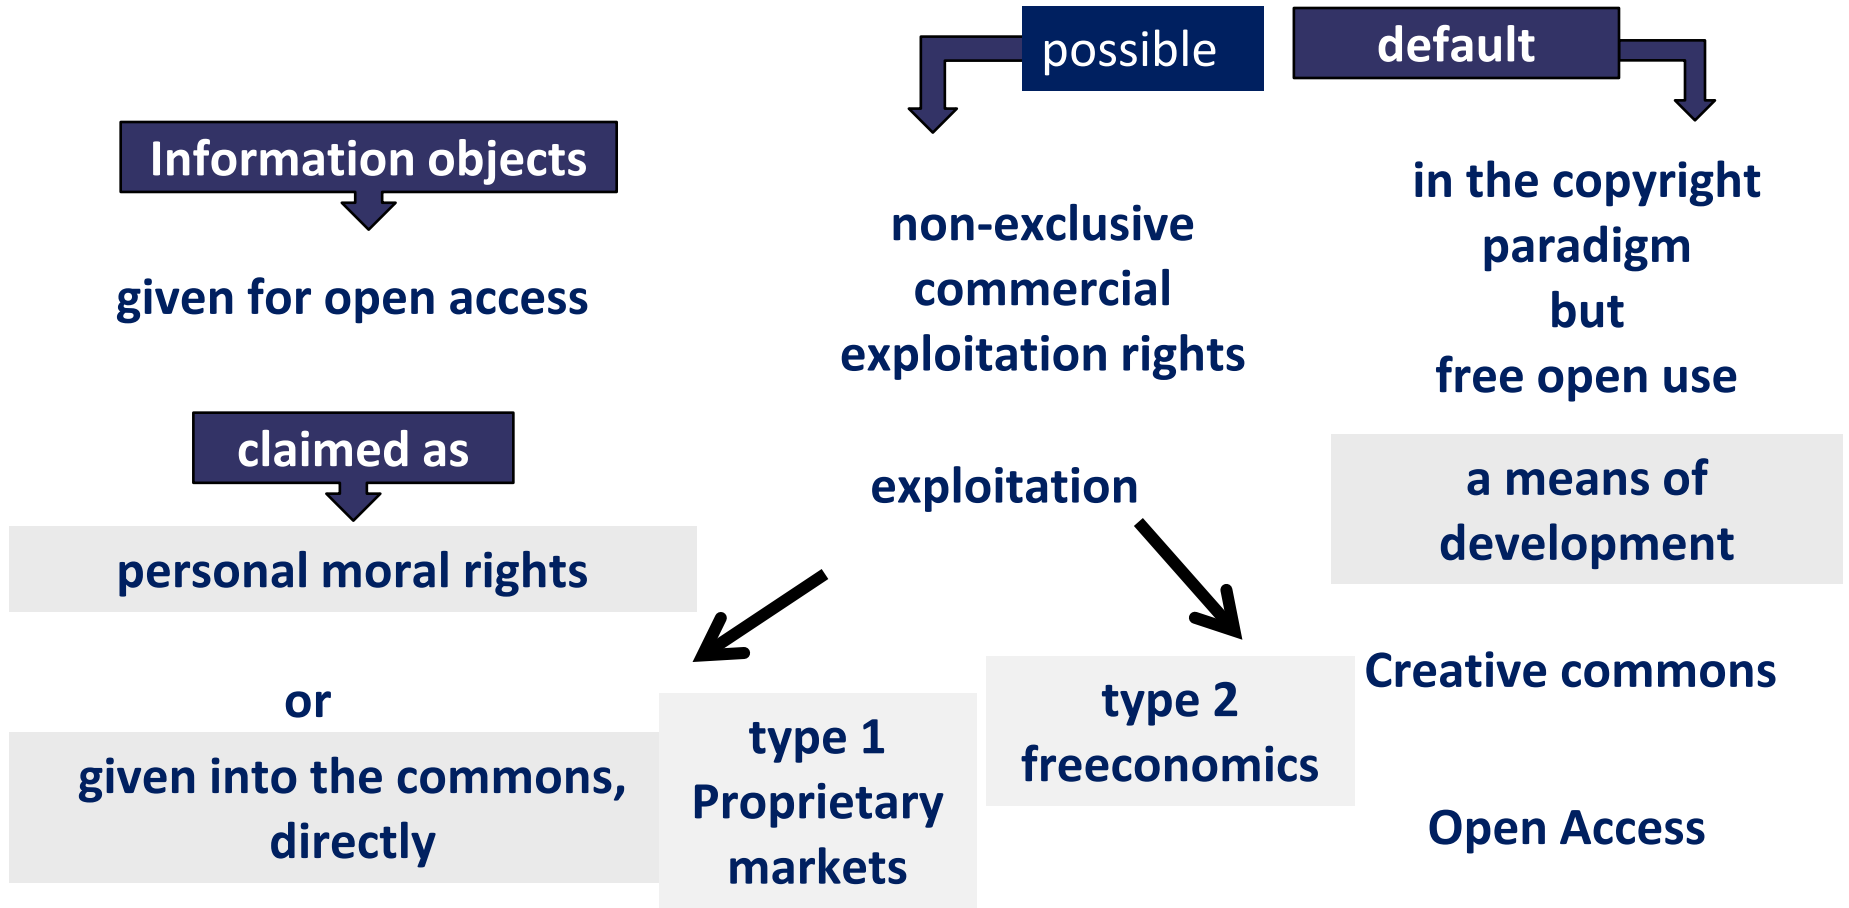 Information objects
given for open access
claimed as
personal moral rights
or
given into the commons,
directly
possible
non-exclusive
commercial
exploitation rights
exploitation
type 1
Proprietary
markets
type 2
freeconomics
default
in the copyright
paradigm
but
free open use
a means of
development
Creative commons
Open Access